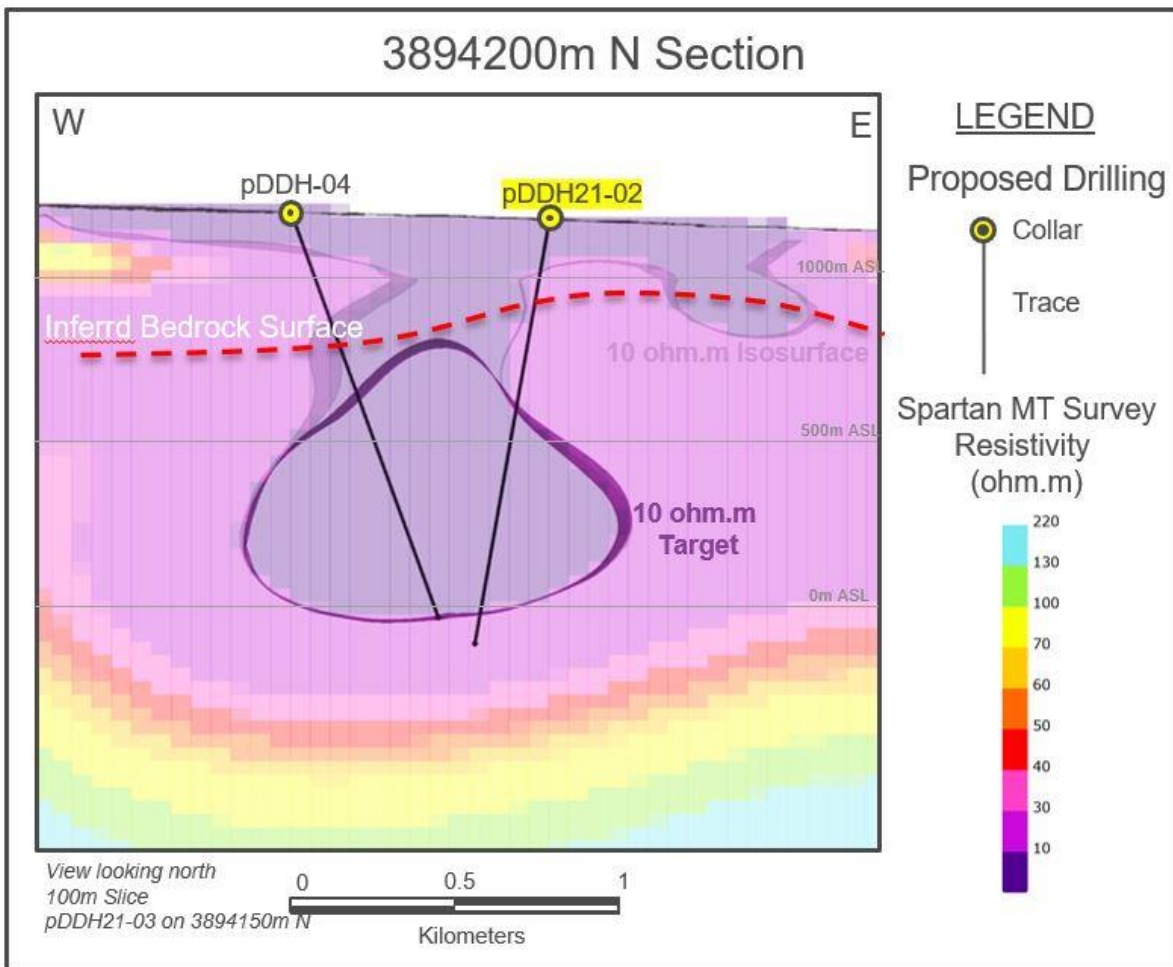 3894200m N Section
W
E
pDDH-04
pDDH21-02
1000m ASL
Inferrd Bedrock Surface
10 ohm.m Isosurface
500m ASL
10 ohm.m
Target
0m ASL
View looking north
100m Slice
pDDH21-03 on 3894150m N
0 0.5 1
Kilometers
LEGEND
Proposed Drilling
Collar
Trace
Spartan MT Survey
Resistivity
(ohm.m)
220
130
100
70
60
50
40
30
10